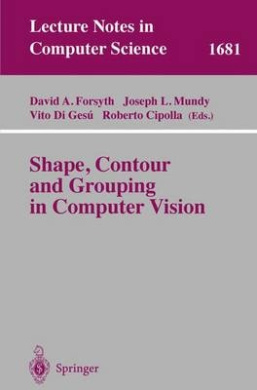 Lecture Notes in
Computer Science 1681
David A. Forsyth Joseph L. Mundy
Vito Di Gesú Roberto Cipolla (Eds.)
Shape, Contour
and Grouping
in Computer Vision
Springer